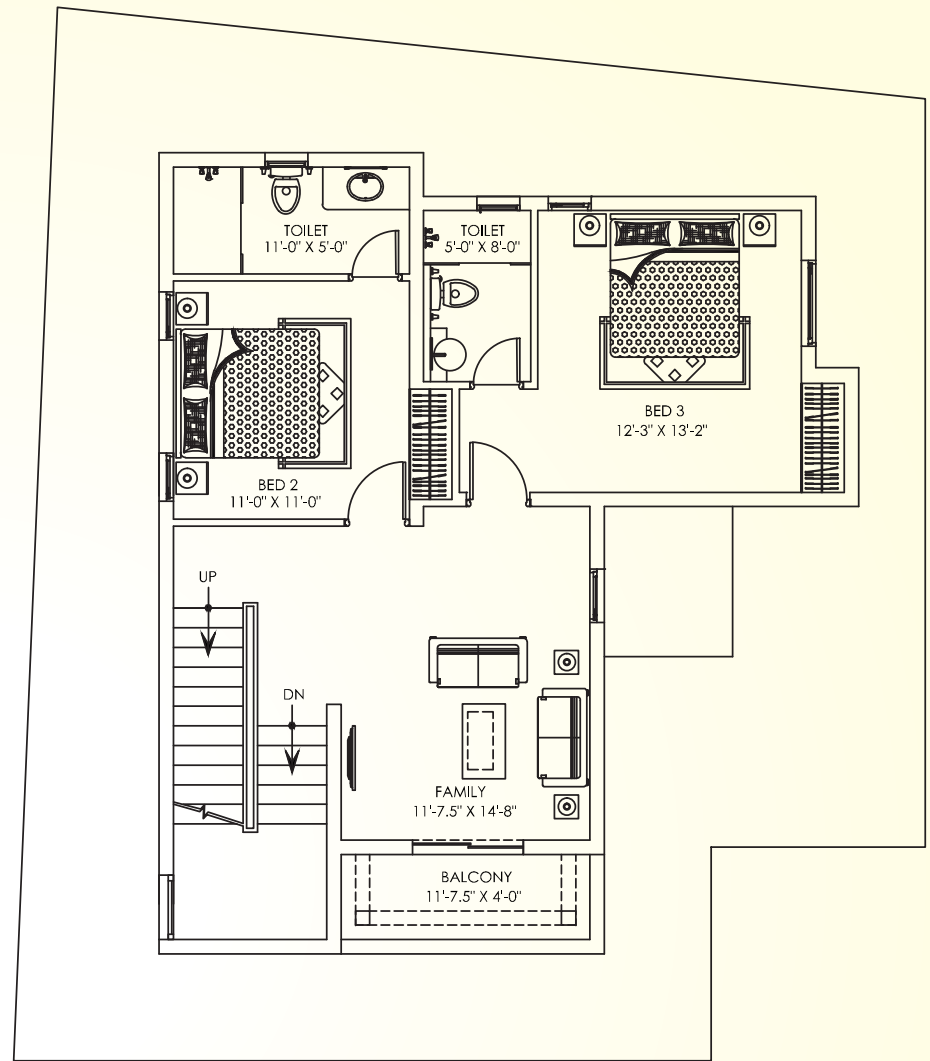 TOILET
11'-0" X 5'-0"
TOILET
5'-0" X 8'-0"
BED 3
12'-3" X 13'-2"
BED 2
11'-0" X 11'-0"
UP
DN
FAMILY
11'-7.5" X 14'-8"
BALCONY
11'-7.5" X 4'-0"